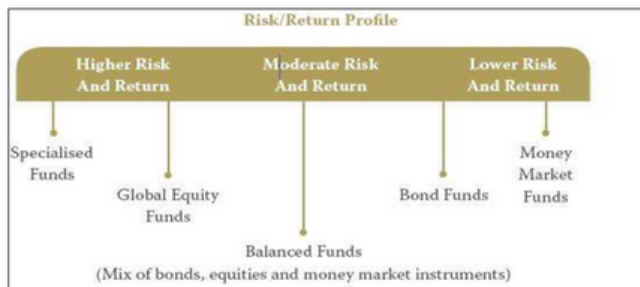 Risk/Return Profile
Higher Risk
And Return
Moderate Risk
And Return
Lower Risk
And Return
Specialised
Funds
Global Equity
Funds
Balanced Funds
(Mix of bonds, equities and money market instruments)
Bond Funds
Money
Market
Funds